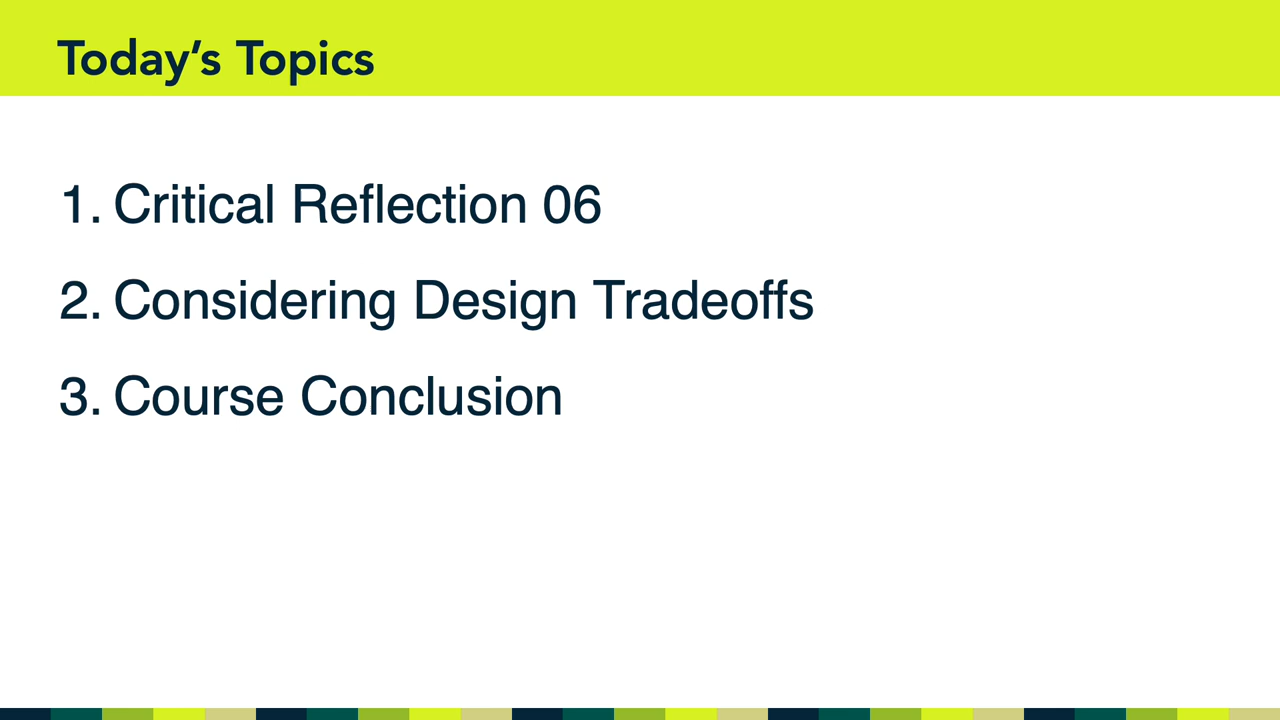 Today’s Topics
1. Critical Reflection 06
2. Considering Design Tradeoffs
3. Course Conclusion